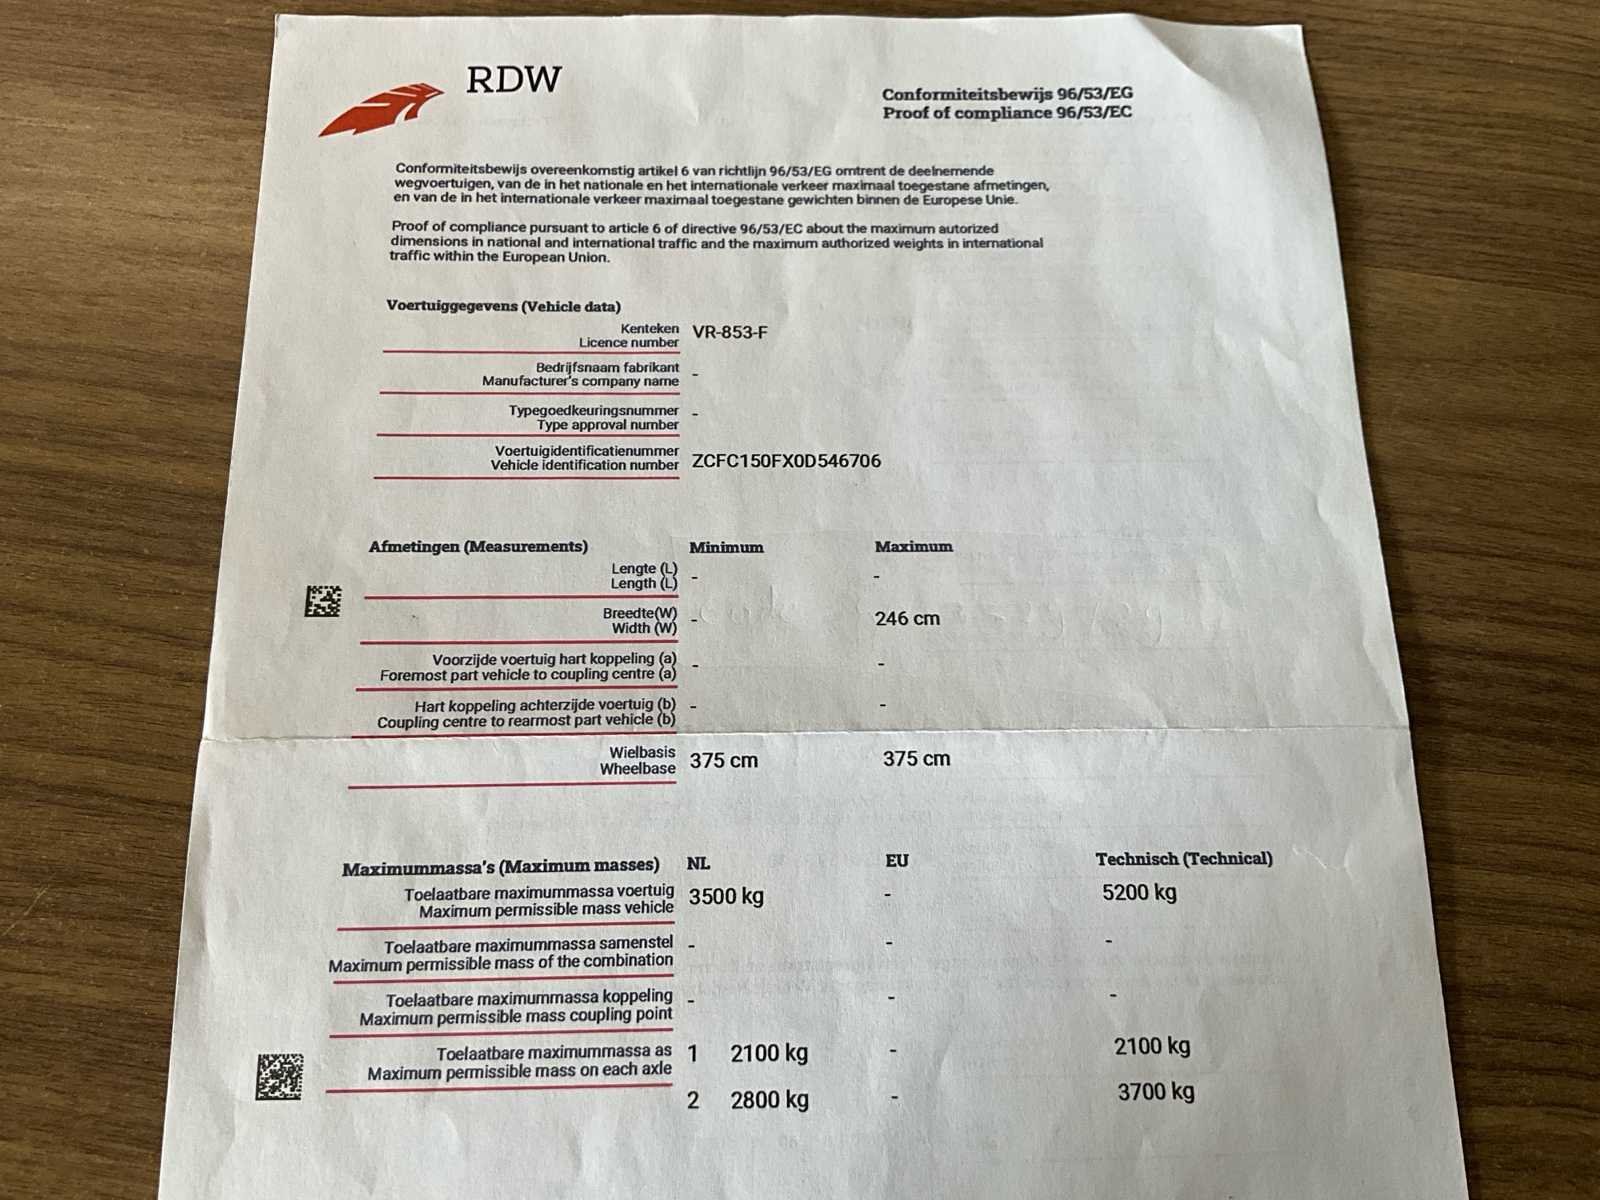 RDW
Conformiteitsbewijs 96/53/EG
Proof of compliance 96/53/EC
Conformiteitsbewijs overeenkomstig artikel 6 van richtlijn 96/53/EG omtrent de deelnemende
wegvoertuigen, van de in het nationale en het internationale verkeer maximaal toegestane afmetingen,
en van de in het internationale verkeer maximaal toegestane gewichten binnen de Europese Unie.
Proof of compliance pursuant to article 6 of directive 96/53/EC about the maximum autorized
dimensions in national and international traffic and the maximum authorized weights in international
traffic within the European Union.
Voertuiggegevens (Vehicle data)
Kenteken
Licence number VR-853-F
Bedrijfsnaam fabrikant
Manufacturer's company name -
Typegoedkeuringsnummer
Type approval number -
Voertuigidentificatienummer
Vehicle identification number ZCFC150FX0D546706
Afmetingen (Measurements) Minimum Maximum
Lengte (L)
Length (L) - -
Breedte(W)
Width (W) - 246 cm
Voorzijde voertuig hart koppeling (a)
Foremost part vehicle to coupling centre (a) - -
Hart koppeling achterzijde voertuig (b)
Coupling centre to rearmost part vehicle (b) - -
Wielbasis
Wheelbase 375 cm 375 cm
Maximummassa's (Maximum masses) NL EU Technisch (Technical)
Toelaatbare maximummassa voertuig
Maximum permissible mass vehicle 3500 kg - 5200 kg
Toelaatbare maximummassa samenstel
Maximum permissible mass of the combination - - -
Toelaatbare maximummassa koppeling
Maximum permissible mass coupling point - - -
Toelaatbare maximummassa as
Maximum permissible mass on each axle 1 2100 kg - 2100 kg
2 2800 kg - 3700 kg